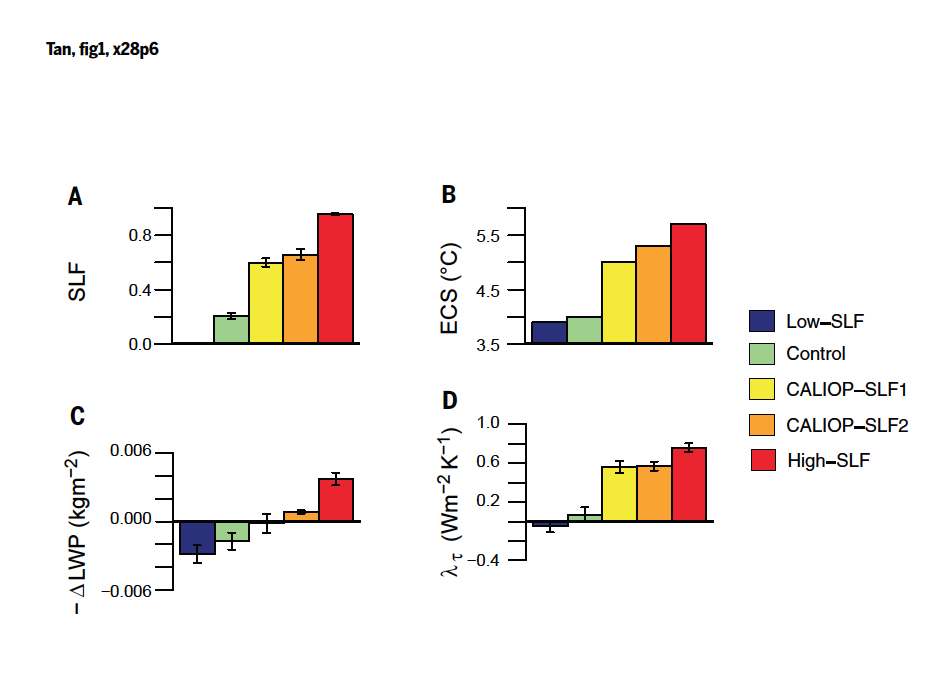 Tan, fig1, x28p6
A
SLF
0.8
0.4
0.0
B
ECS (°C)
5.5
4.5
3.5
Low–SLF
Control
CALIOP–SLF1
CALIOP–SLF2
High–SLF
C
– ΔLWP (kgm−2)
0.006
0.000
−0.006
D
λτ (Wm−2 K−1)
1.0
0.6
0.2
−0.4